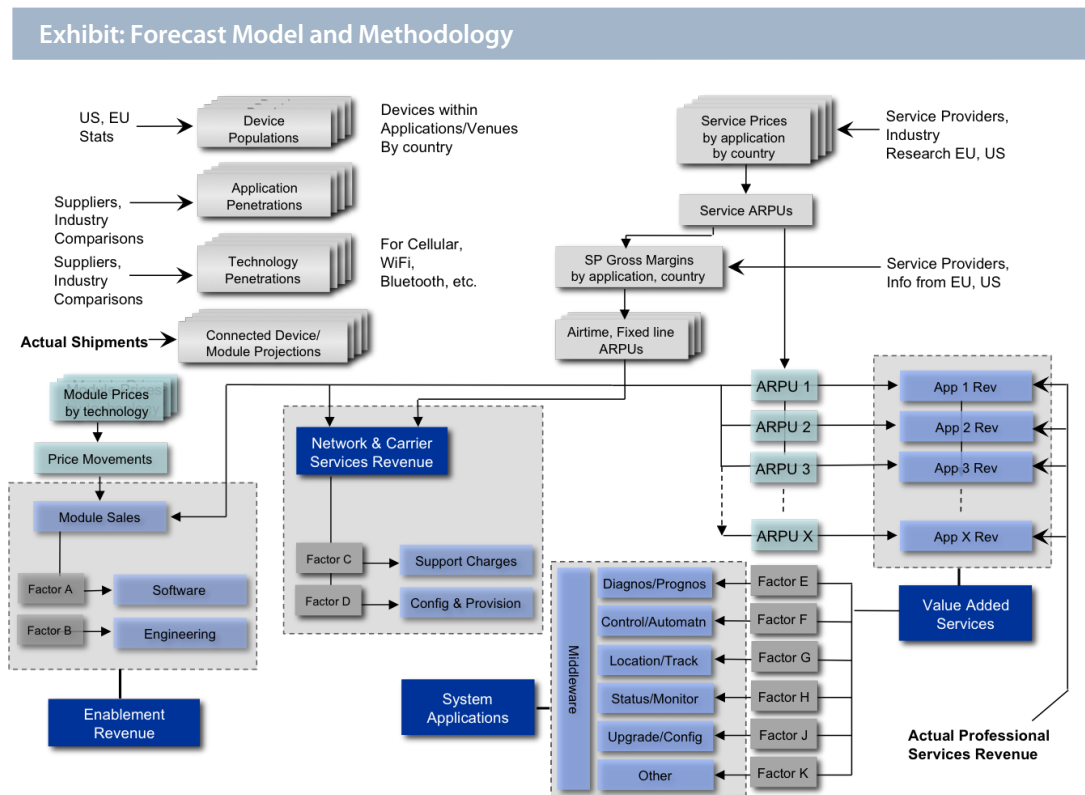 Exhibit: Forecast Model and Methodology
US, EU
Stats
Device
Populations
Devices within
Applications/Venues
By country
Service Prices
by application
by country
Service Providers,
Industry
Research EU, US
Suppliers,
Industry
Comparisons
Application
Penetrations
Service ARPUs
Suppliers,
Industry
Comparisons
Technology
Penetrations
For Cellular,
WiFi,
Bluetooth, etc.
SP Gross Margins
by application, country
Service Providers,
Info from EU, US
Actual Shipments
Connected Device/
Module Projections
Airtime, Fixed line
ARPUs
Module Prices
by technology
Price Movements
Module Sales
Factor A
Software
Factor B
Engineering
Enablement
Revenue
Network & Carrier
Services Revenue
Factor C
Support Charges
Factor D
Config & Provision
ARPU 1
App 1 Rev
ARPU 2
App 2 Rev
ARPU 3
App 3 Rev
ARPU X
App X Rev
Value Added
Services
Actual Professional
Services Revenue
System
Applications
Middleware
Diagnos/Prognos
Factor E
Control/Automatn
Factor F
Location/Track
Factor G
Status/Monitor
Factor H
Upgrade/Config
Factor J
Other
Factor K